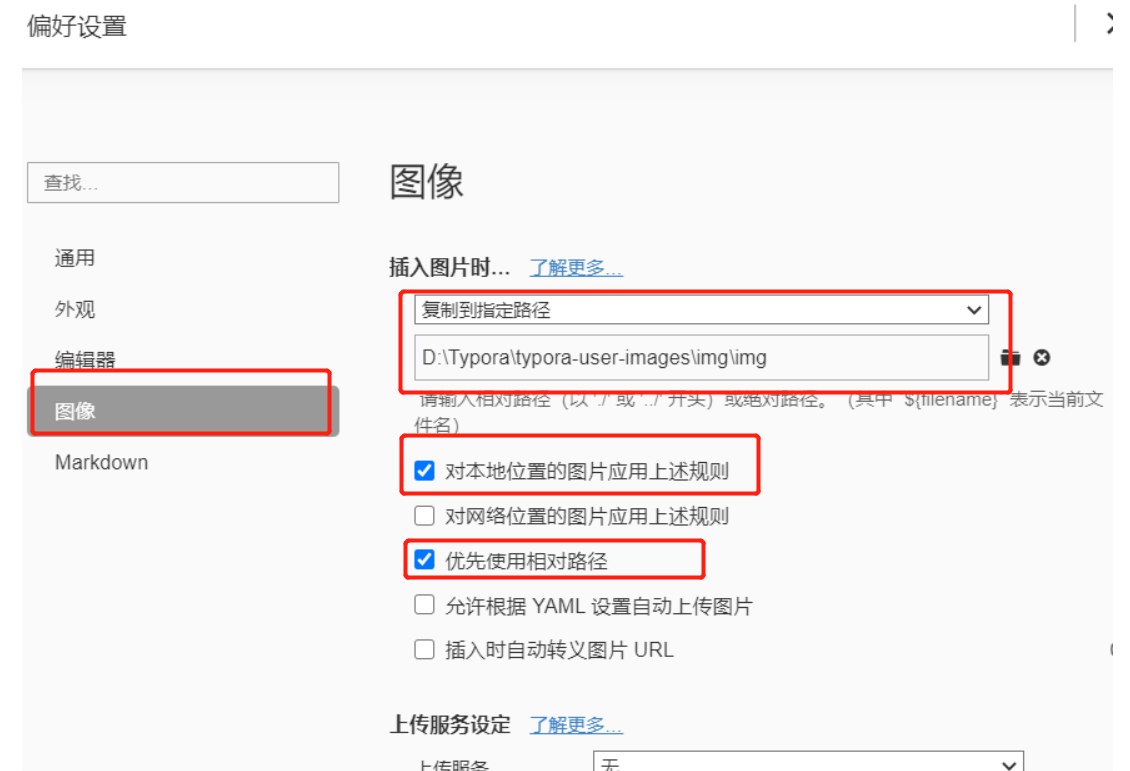 偏好设置
查找...
图像
通用
插入图片时... 了解更多...
外观
复制到指定路径
编辑器
D:\Typora\typora-user-images\img\img
请输入相对路径（以 './' 或 '../' 开头）或绝对路径。（其中 '${filename}' 表示当前文
件名）
图像
Markdown
对本地位置的图片应用上述规则
对网络位置的图片应用上述规则
优先使用相对路径
允许根据 YAML 设置自动上传图片
插入时自动转义图片 URL
上传服务设定 了解更多...
上传服务 无